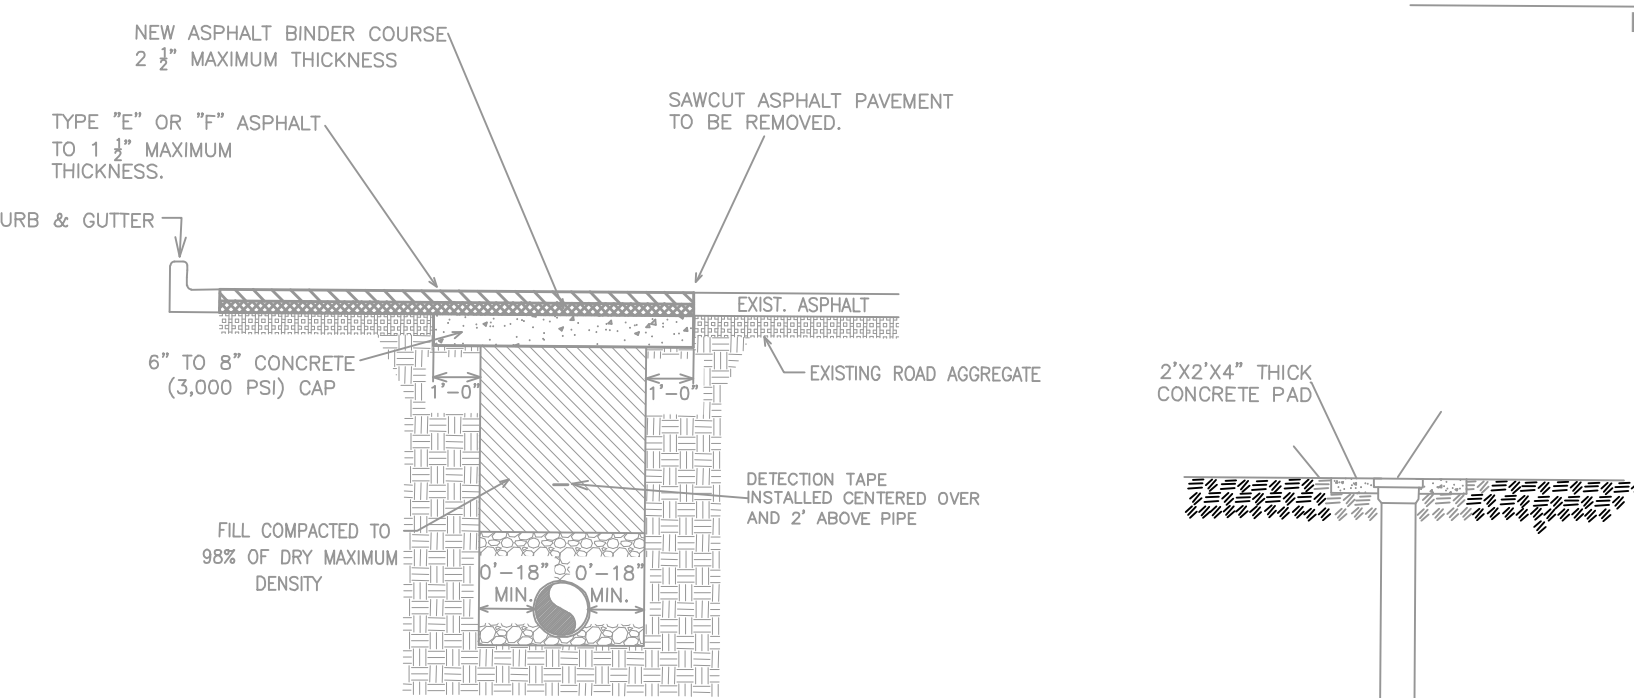 NEW ASPHALT BINDER COURSE
2 1/2" MAXIMUM THICKNESS
TYPE "E" OR "F" ASPHALT
TO 1 1/2" MAXIMUM
THICKNESS.
SAWCUT ASPHALT PAVEMENT
TO BE REMOVED.
URB & GUTTER
EXIST. ASPHALT
6" TO 8" CONCRETE
(3,000 PSI) CAP
1'-0"
1'-0"
EXISTING ROAD AGGREGATE
2'X2'X4" THICK
CONCRETE PAD
DETECTION TAPE
INSTALLED CENTERED OVER
AND 2' ABOVE PIPE
FILL COMPACTED TO
98% OF DRY MAXIMUM
DENSITY
0'-18" 0'-18"
MIN. MIN.